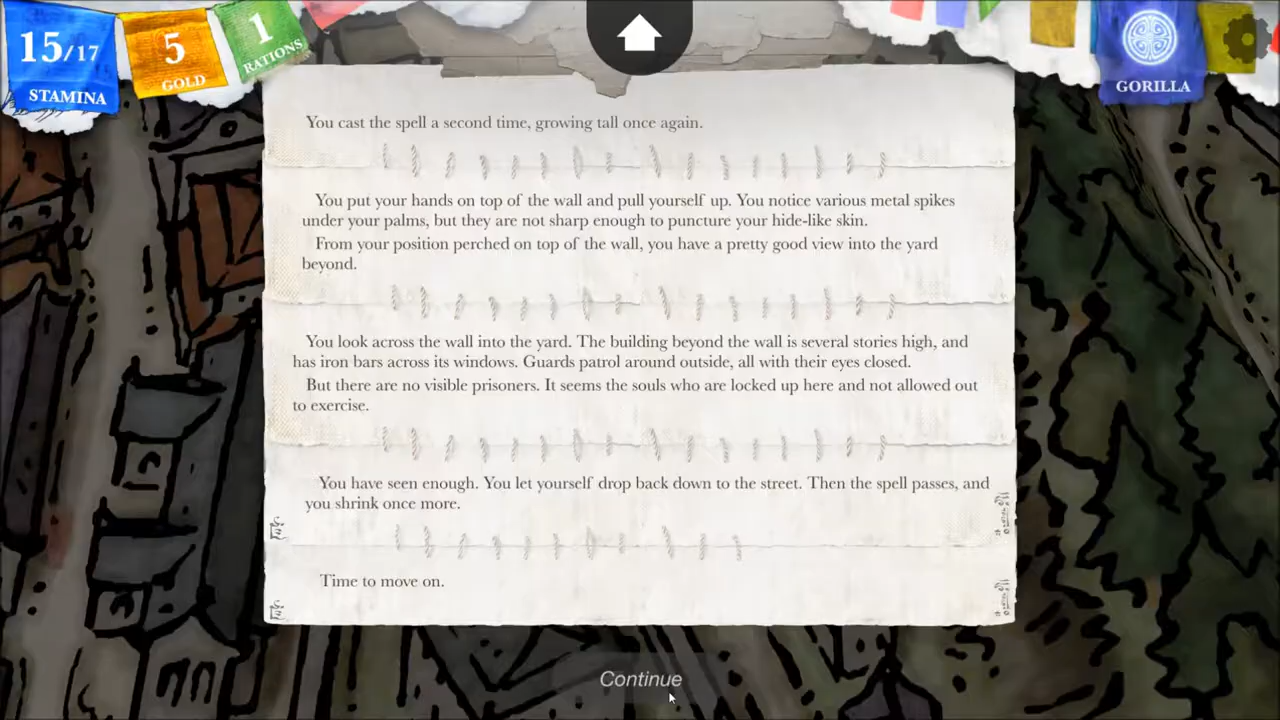 15/17
STAMINA
5
GOLD
1
RATIONS
GORILLA
You cast the spell a second time, growing tall once again.
You put your hands on top of the wall and pull yourself up. You notice various metal spikes
under your palms, but they are not sharp enough to puncture your hide-like skin.
From your position perched on top of the wall, you have a pretty good view into the yard
beyond.
You look across the wall into the yard. The building beyond the wall is several stories high, and
has iron bars across its windows. Guards patrol around outside, all with their eyes closed.
But there are no visible prisoners. It seems the souls who are locked up here and not allowed out
to exercise.
You have seen enough. You let yourself drop back down to the street. Then the spell passes, and
you shrink once more.
Time to move on.
Continue